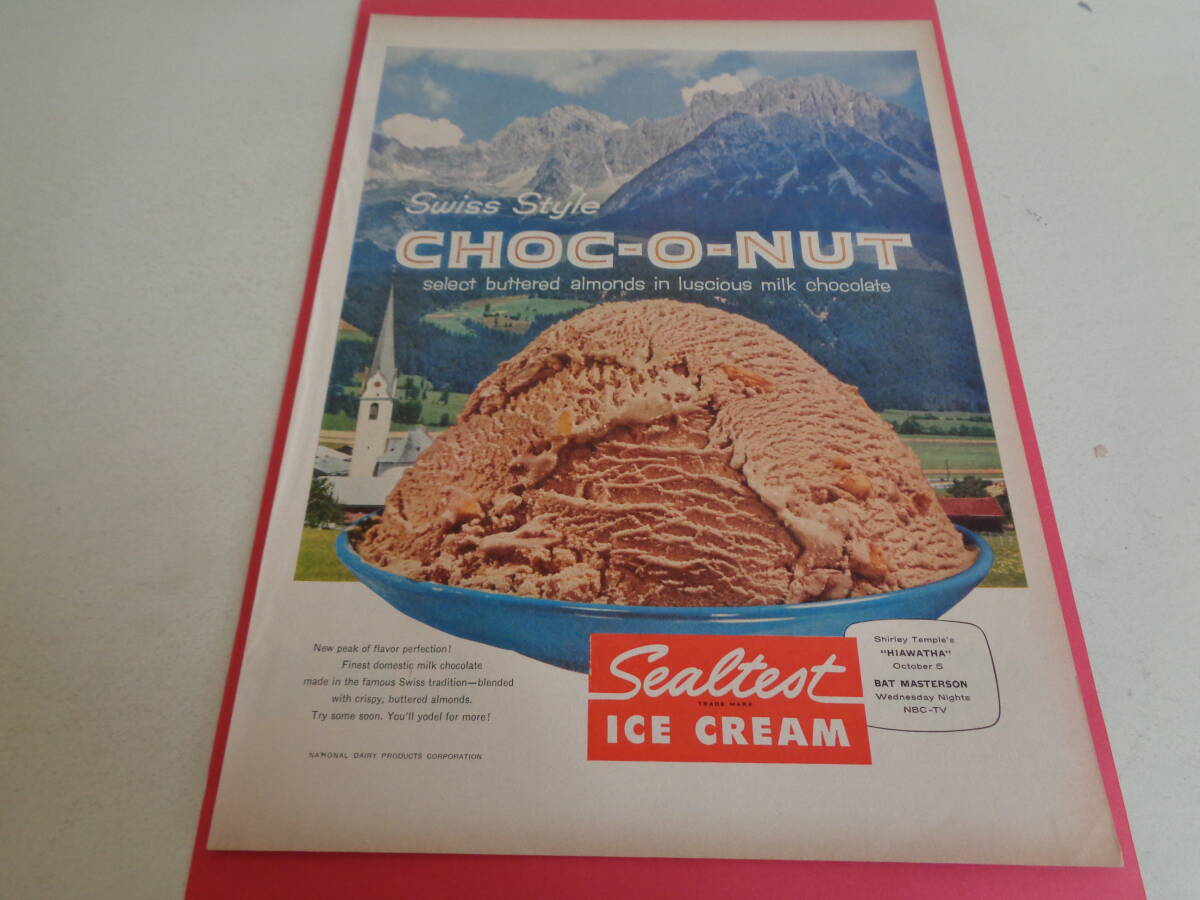 Swiss Style
CHOC-O-NUT
select buttered almonds in luscious milk chocolate
New peak of flavor perfection!
Finest domestic milk chocolate
made in the famous Swiss tradition—blended
with crispy, buttered almonds.
Try some soon. You'll yodel for more!
NATIONAL DAIRY PRODUCTS CORPORATION
Sealtest
TRADE MARK
ICE CREAM
Shirley Temple's
"HIAWATHA"
October 5
BAT MASTERSON
Wednesday Nights
NBC-TV